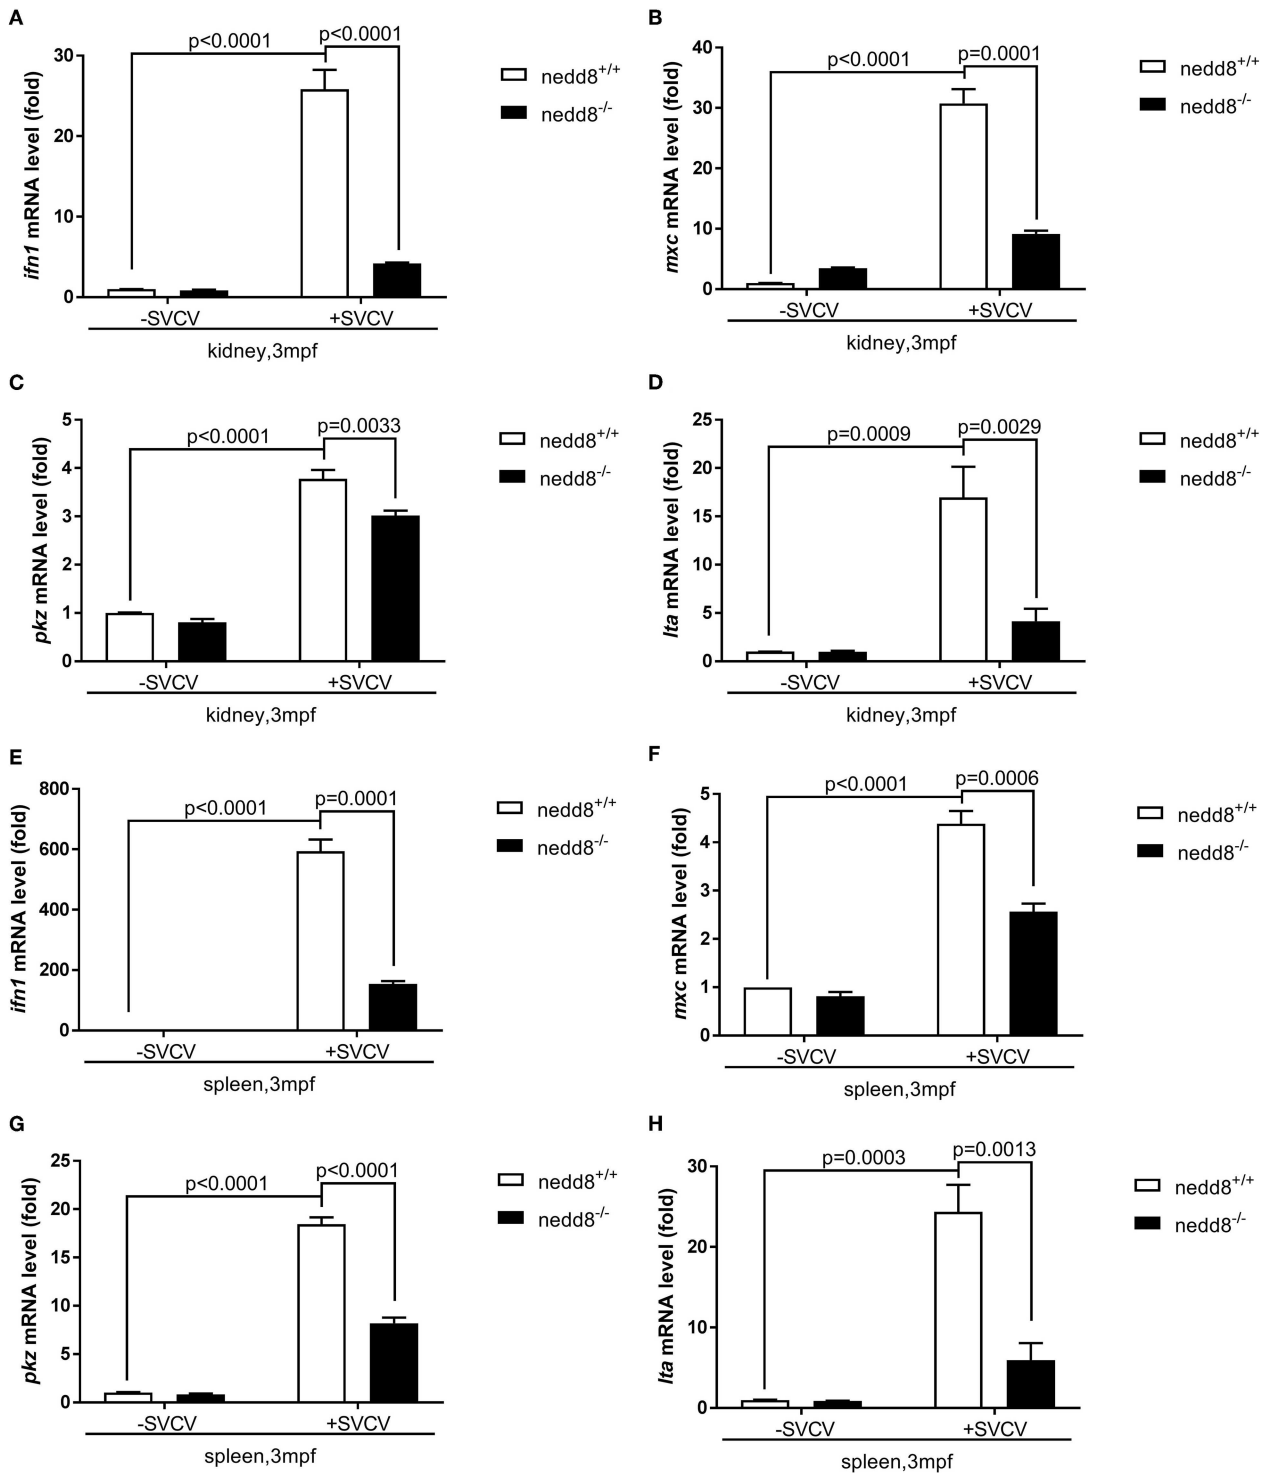 A
p<0.0001
p<0.0001
30
20
10
0
ifn1 mRNA level (fold)
nedd8+/+
nedd8-/-
-SVCV
+SVCV
kidney,3mpf
B
p<0.0001
p=0.0001
40
30
20
10
0
mxc mRNA level (fold)
nedd8+/+
nedd8-/-
-SVCV
+SVCV
kidney,3mpf
C
p<0.0001
p=0.0033
5
4
3
2
1
0
pkz mRNA level (fold)
nedd8+/+
nedd8-/-
-SVCV
+SVCV
kidney,3mpf
D
p=0.0009
p=0.0029
25
20
15
10
5
0
lta mRNA level (fold)
nedd8+/+
nedd8-/-
-SVCV
+SVCV
kidney,3mpf
E
p<0.0001
p=0.0001
800
600
400
200
0
ifn1 mRNA level (fold)
nedd8+/+
nedd8-/-
-SVCV
+SVCV
spleen,3mpf
F
p<0.0001
p=0.0006
5
4
3
2
1
0
mxc mRNA level (fold)
nedd8+/+
nedd8-/-
-SVCV
+SVCV
spleen,3mpf
G
p<0.0001
p<0.0001
25
20
15
10
5
0
pkz mRNA level (fold)
nedd8+/+
nedd8-/-
-SVCV
+SVCV
spleen,3mpf
H
p=0.0003
p=0.0013
30
20
10
0
lta mRNA level (fold)
nedd8+/+
nedd8-/-
-SVCV
+SVCV
spleen,3mpf